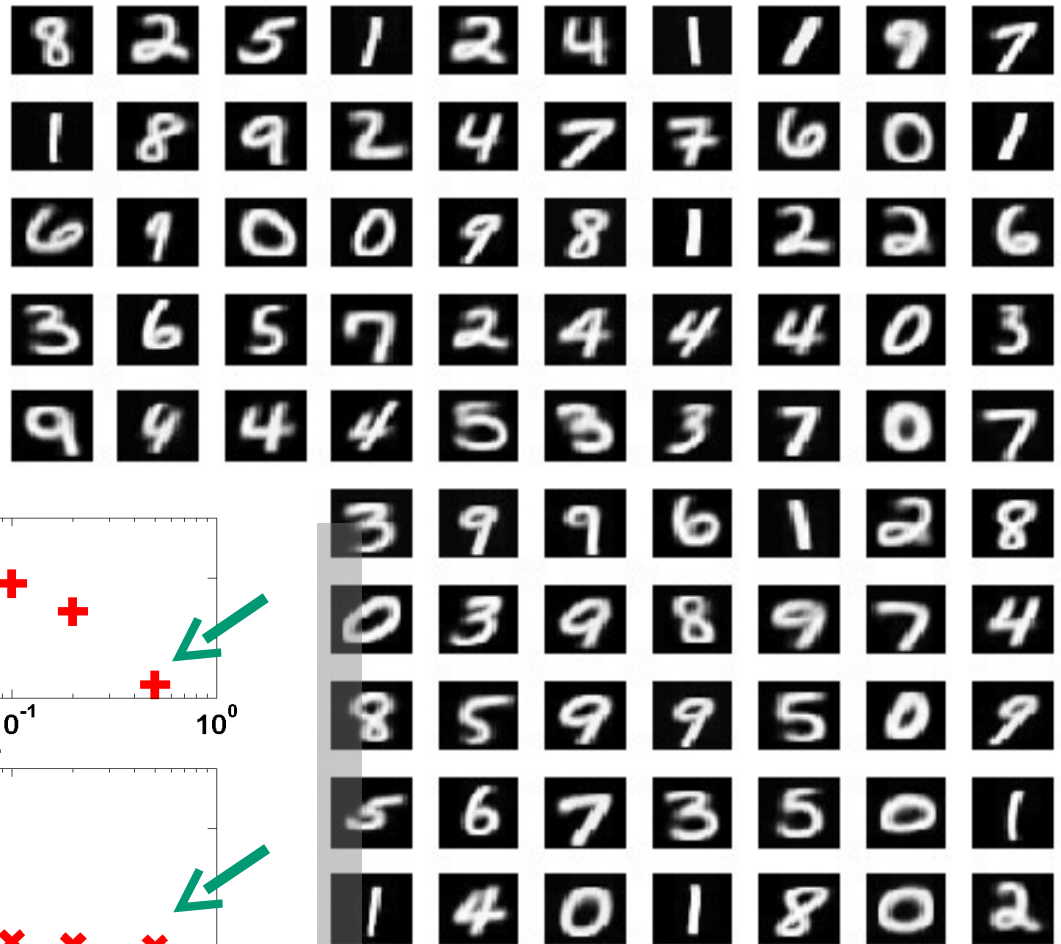 8 2 5 1 2 4 1 1 9 7
1 8 9 2 4 7 7 6 0 1
6 9 0 0 9 8 1 2 2 6
3 6 5 7 2 4 4 4 0 3
9 4 4 4 5 3 3 7 0 7
3 9 9 6 1 2 8
0 3 9 8 9 7 4
8 5 9 9 5 0 9
5 6 7 3 5 0 1
1 4 0 1 8 0 2
0⁻¹ 10⁰